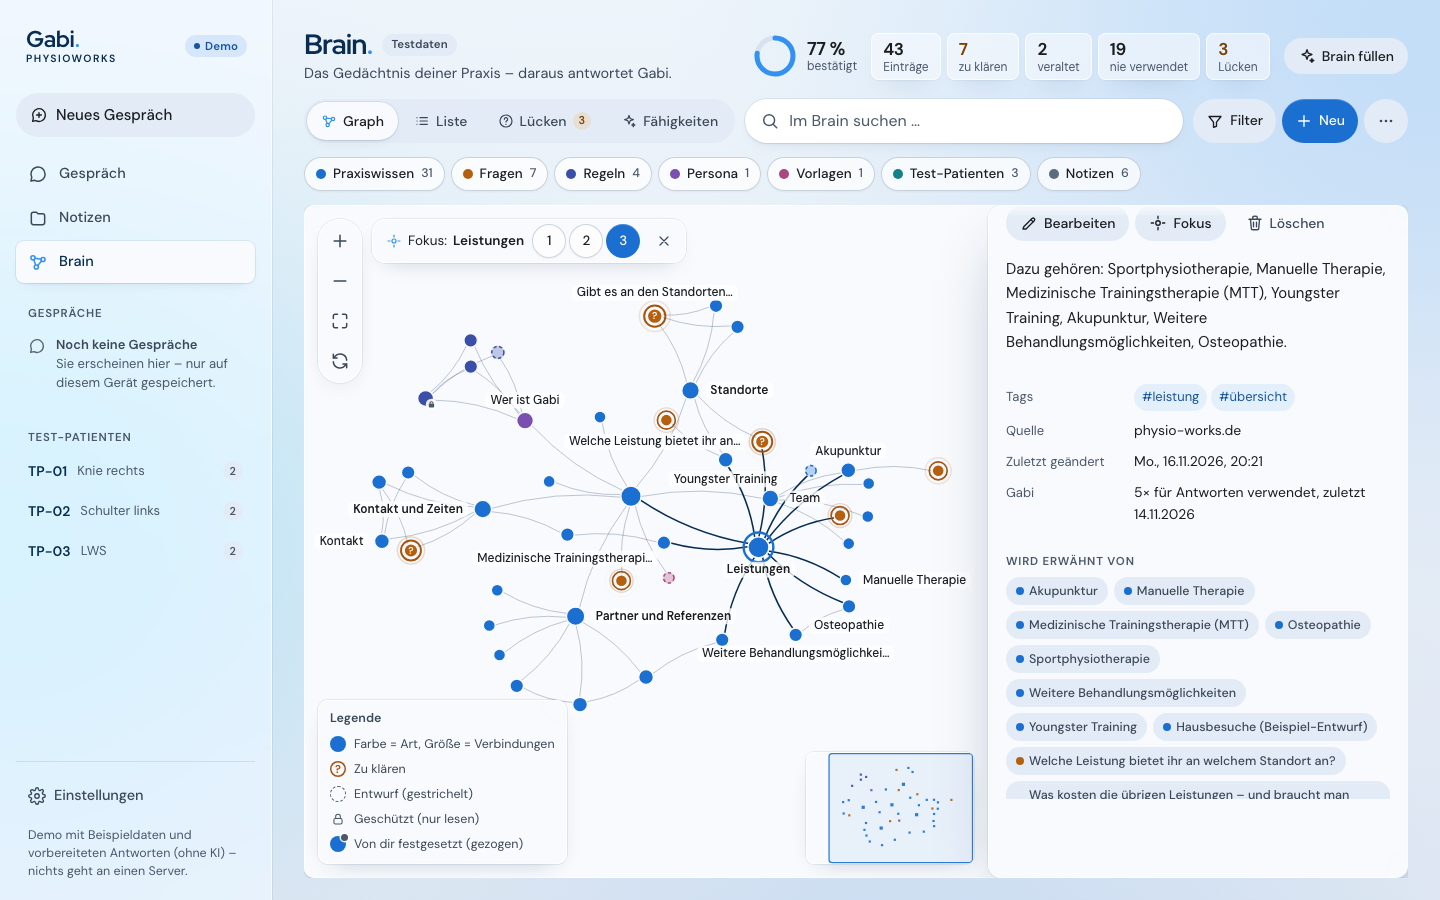 Gabi.
PHYSIOWORKS
Demo
Neues Gespräch
Gespräch
Notizen
Brain
GESPRÄCHE
Noch keine Gespräche
Sie erscheinen hier – nur auf
diesem Gerät gespeichert.
TEST-PATIENTEN
TP-01 Knie rechts 2
TP-02 Schulter links 2
TP-03 LWS 2
Einstellungen
Demo mit Beispieldaten und
vorbereiteten Antworten (ohne KI) –
nichts geht an einen Server.
Brain.
Testdaten
Das Gedächtnis deiner Praxis – daraus antwortet Gabi.
77 %
bestätigt
43
Einträge
7
zu klären
2
veraltet
19
nie verwendet
3
Lücken
Brain füllen
Graph
Liste
Lücken 3
Fähigkeiten
Im Brain suchen ...
Filter
Neu
Praxiswissen 31
Fragen 7
Regeln 4
Persona 1
Vorlagen 1
Test-Patienten 3
Notizen 6
Fokus: Leistungen 1 2 3
Gibt es an den Standorten…
Standorte
Wer ist Gabi
Welche Leistung bietet ihr an…
Akupunktur
Youngster Training
Team
Kontakt und Zeiten
Kontakt
Medizinische Trainingstherapi…
Leistungen
Manuelle Therapie
Partner und Referenzen
Osteopathie
Weitere Behandlungsmöglichkei…
Legende
Farbe = Art, Größe = Verbindungen
? Zu klären
Entwurf (gestrichelt)
Geschützt (nur lesen)
Von dir festgesetzt (gezogen)
Bearbeiten
Fokus
Löschen
Dazu gehören: Sportphysiotherapie, Manuelle Therapie,
Medizinische Trainingstherapie (MTT), Youngster
Training, Akupunktur, Weitere
Behandlungsmöglichkeiten, Osteopathie.
Tags #leistung #übersicht
Quelle physio-works.de
Zuletzt geändert Mo., 16.11.2026, 20:21
Gabi 5× für Antworten verwendet, zuletzt
14.11.2026
WIRD ERWÄHNT VON
Akupunktur
Manuelle Therapie
Medizinische Trainingstherapie (MTT)
Osteopathie
Sportphysiotherapie
Weitere Behandlungsmöglichkeiten
Youngster Training
Hausbesuche (Beispiel-Entwurf)
Welche Leistung bietet ihr an welchem Standort an?
Was kosten die übrigen Leistungen – und braucht man